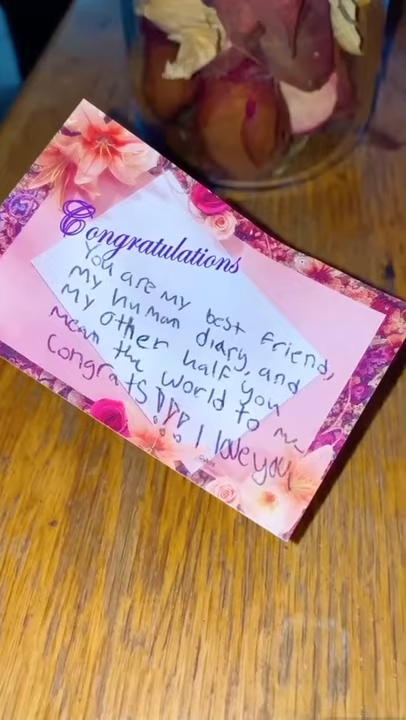 Congratulations
You are my best friend,
my human diary, and
my other half you
mean the world to me
congrats!!! I love you